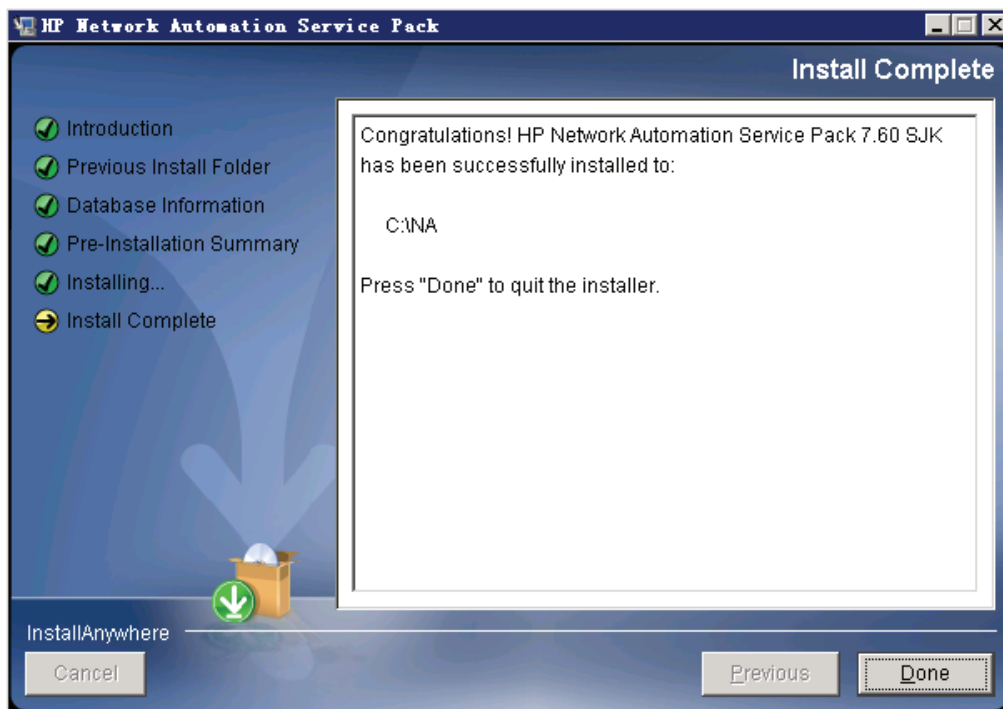 HP Network Automation Service Pack
Install Complete
Introduction
Previous Install Folder
Database Information
Pre-Installation Summary
Installing...
Install Complete
Congratulations! HP Network Automation Service Pack 7.60 SJK
has been successfully installed to:
C:\NA
Press "Done" to quit the installer.
InstallAnywhere
Cancel
Previous
Done